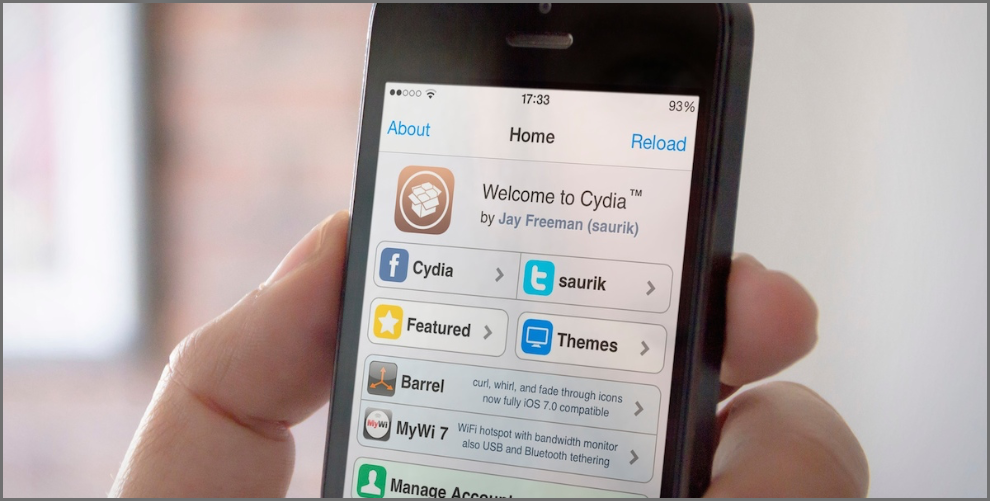 17:33
93%
About
Home
Reload
Welcome to Cydia™
by Jay Freeman (saurik)
f
Cydia
t
saurik
Featured
Themes
Barrel
curl, whirl, and fade through icons
now fully iOS 7.0 compatible
MyWi
MyWi 7
WiFi hotspot with bandwidth monitor
also USB and Bluetooth tethering
Manage